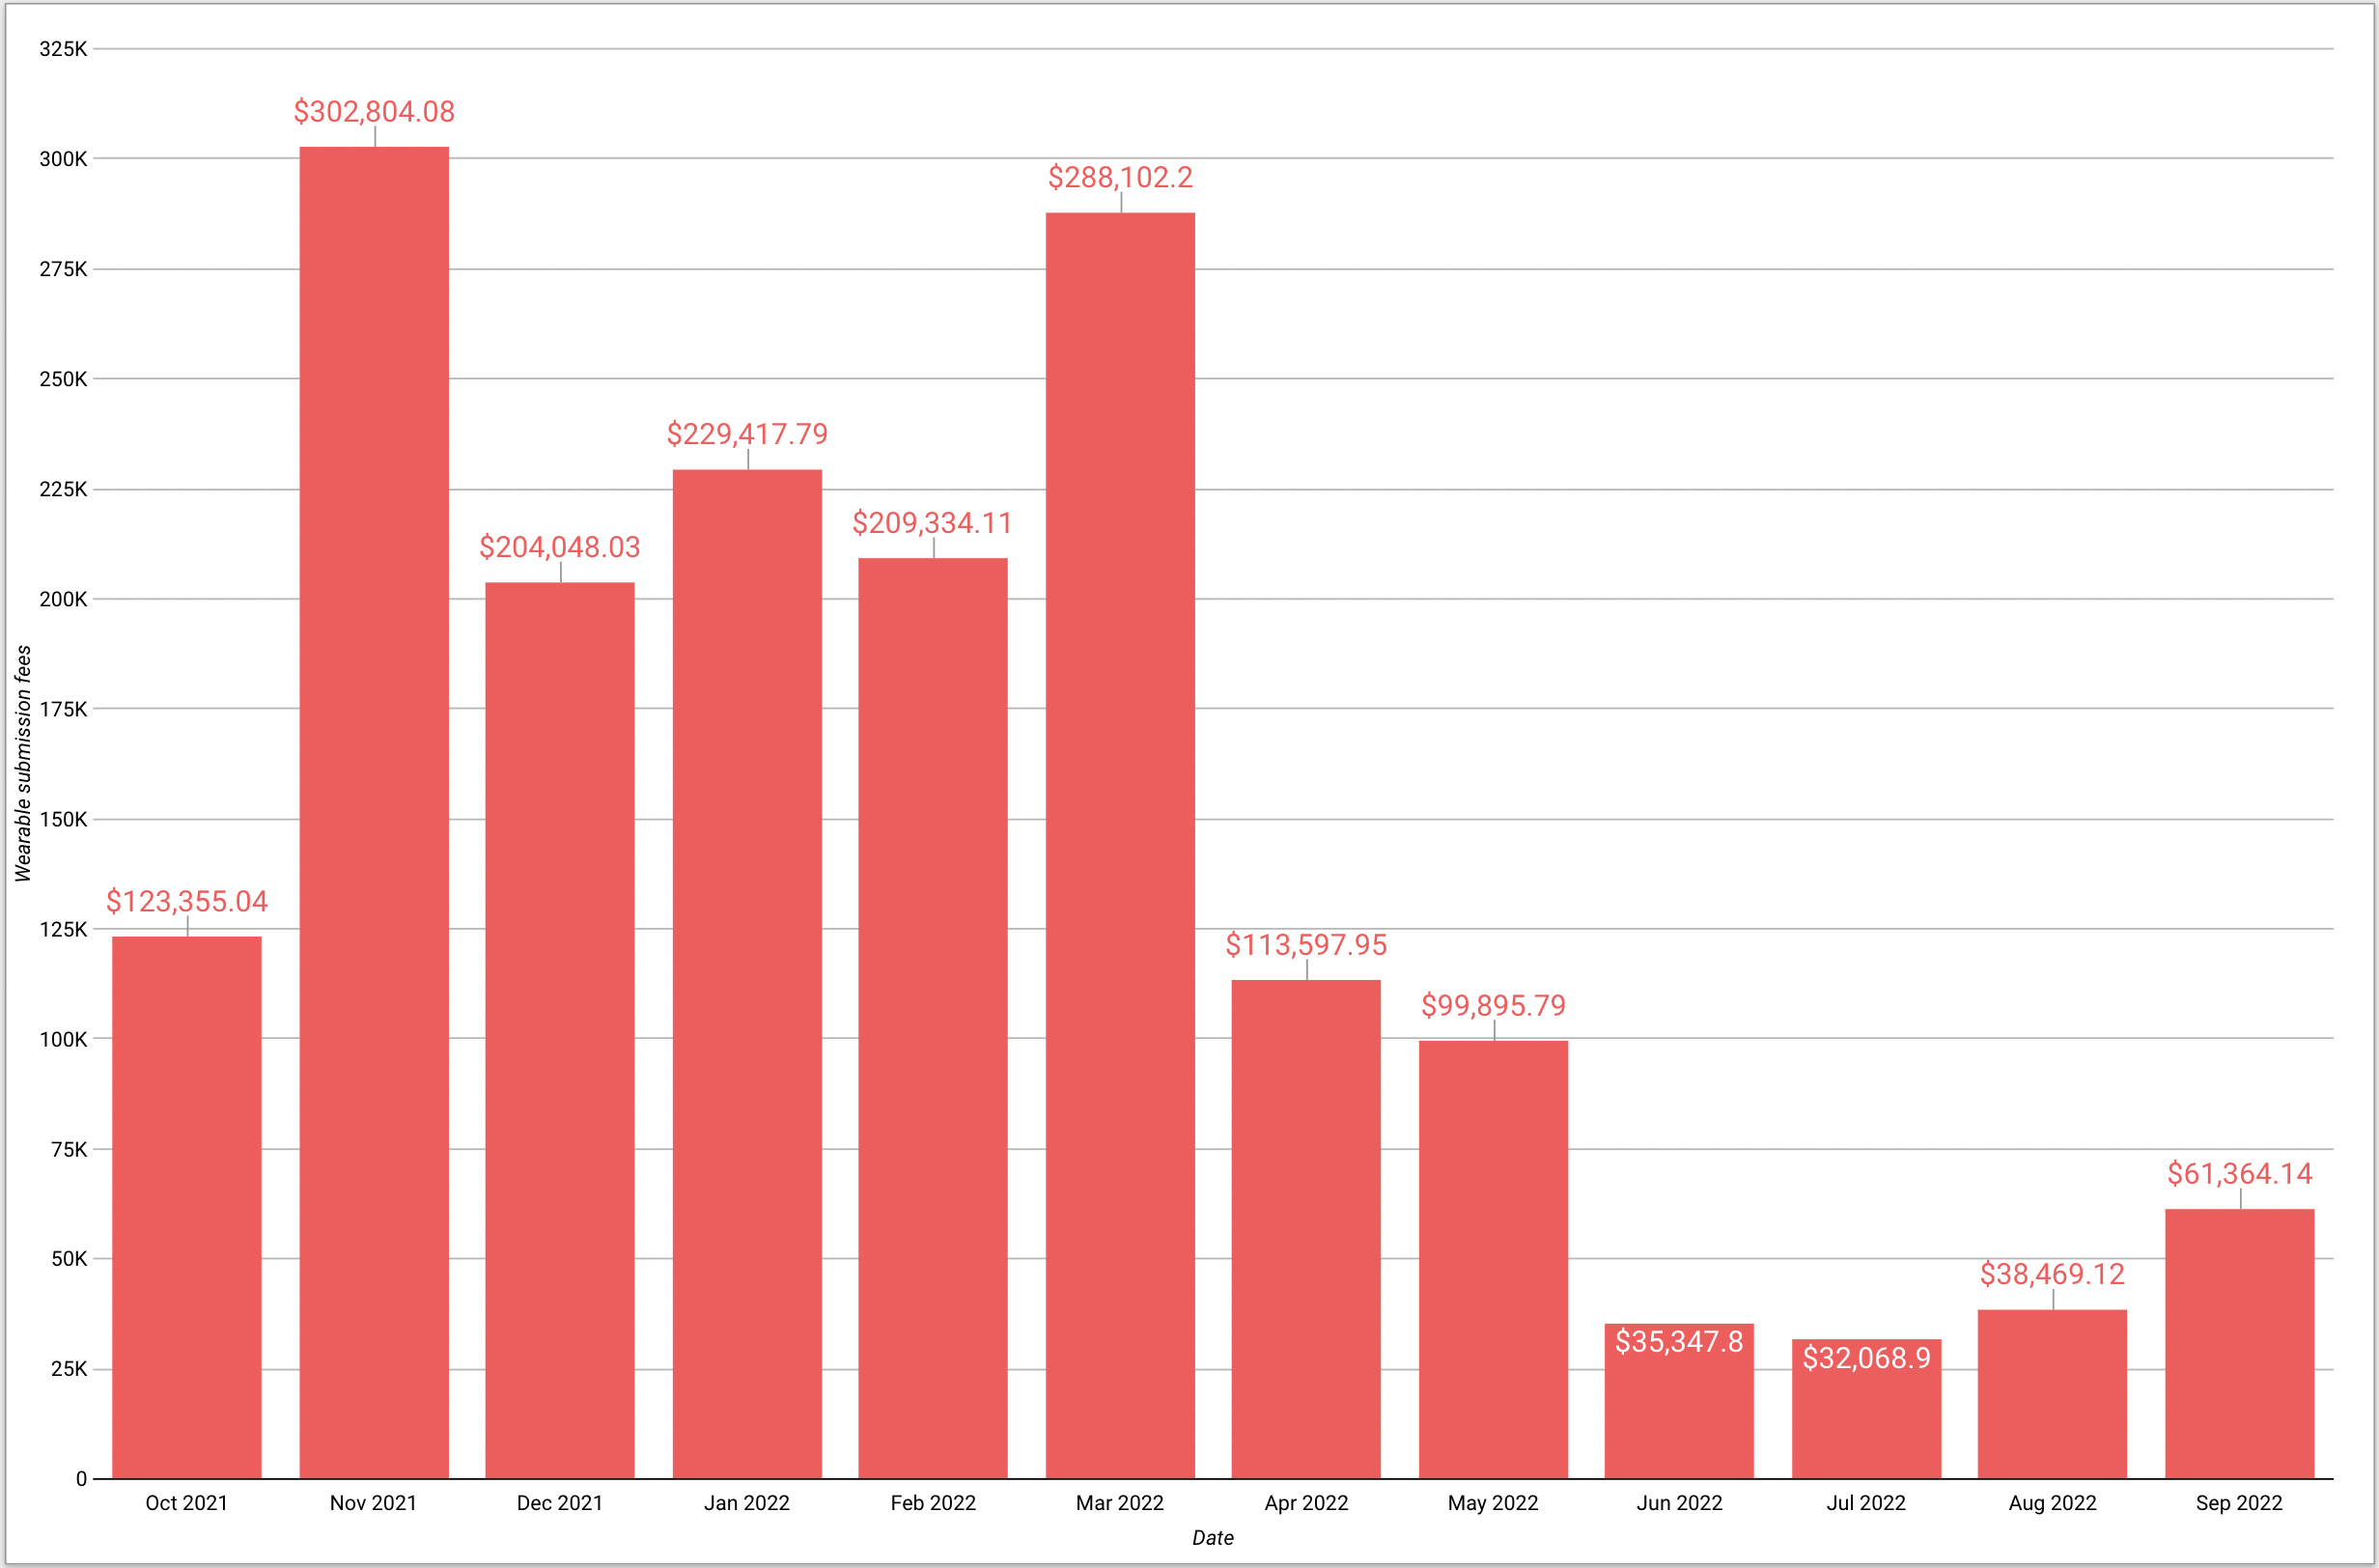 325K
300K
275K
250K
225K
200K
175K
150K
125K
100K
75K
50K
25K
0
Wearable submission fees
$123,355.04
$302,804.08
$204,048.03
$229,417.79
$209,334.11
$288,102.2
$113,597.95
$99,895.79
$35,347.8
$32,068.9
$38,469.12
$61,364.14
Oct 2021
Nov 2021
Dec 2021
Jan 2022
Feb 2022
Mar 2022
Apr 2022
May 2022
Jun 2022
Jul 2022
Aug 2022
Sep 2022
Date